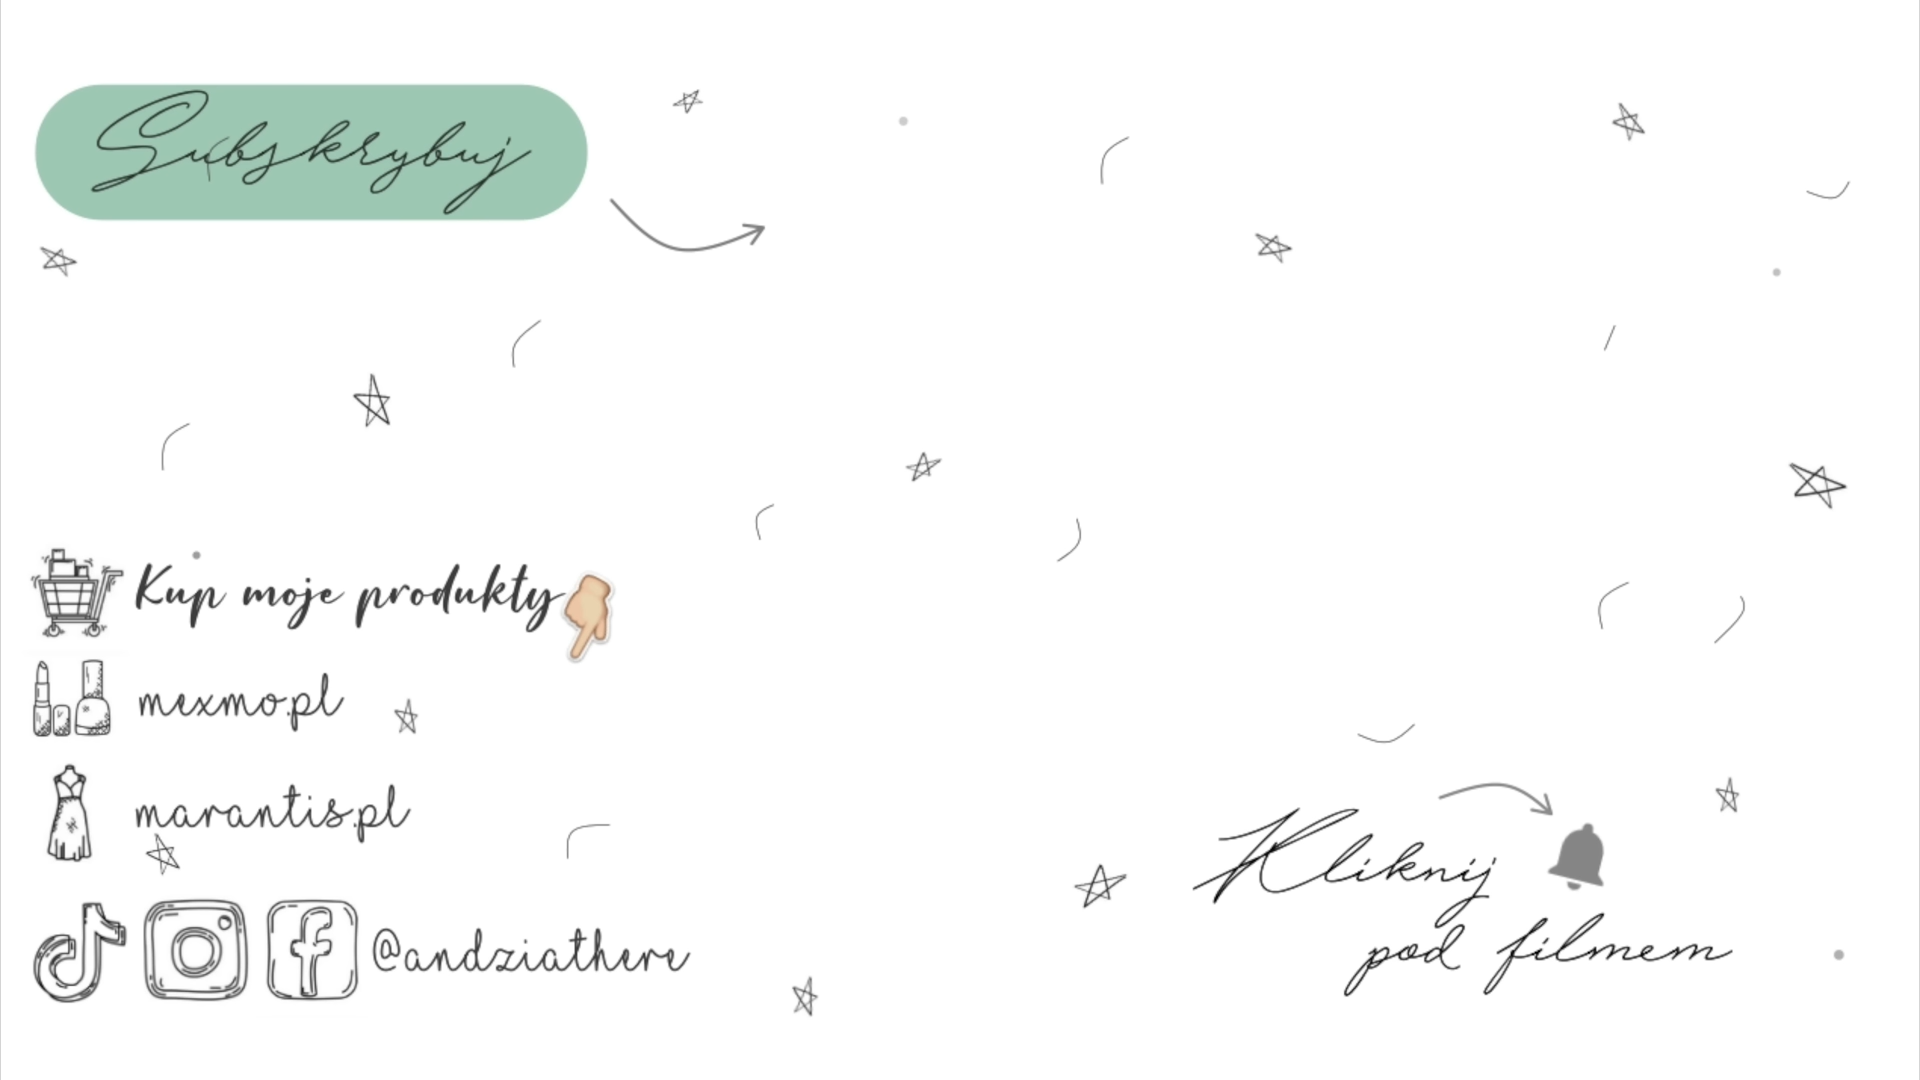 Subskrybuj
Kup moje produkty
mexmo.pl
marantis.pl
@andziathere
Kliknij
pod filmem